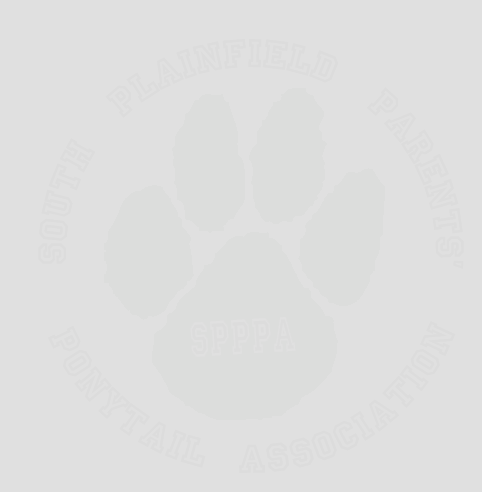 SOUTH PLAINFIELD PARENTS'
SPPPA
PONYTAIL ASSOCIATION